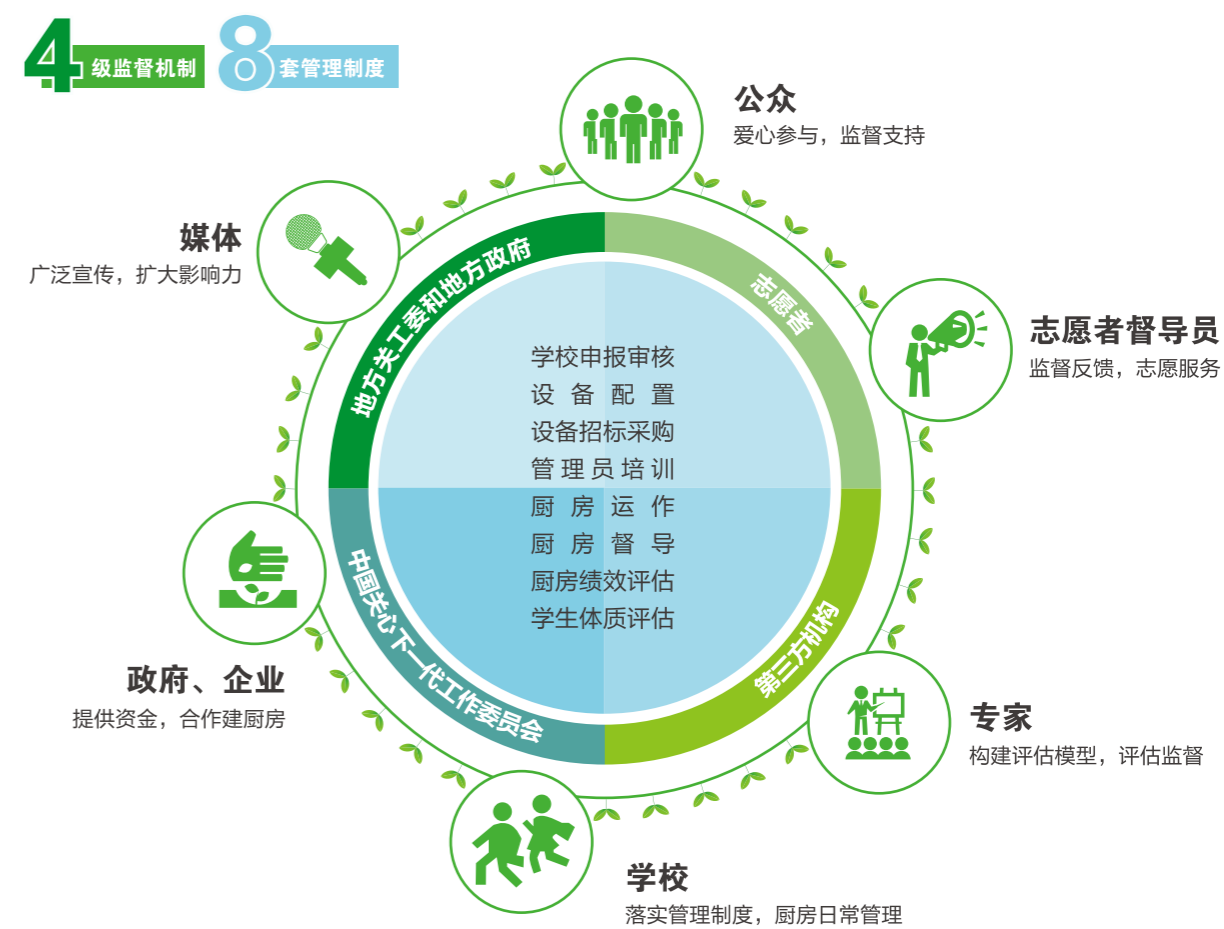 4级监督机制
8套管理制度
公众
爱心参与，监督支持
媒体
广泛宣传，扩大影响力
志愿者督导员
监督反馈，志愿服务
地方关工委和地方政府
志愿者
学校申报审核
设备配置
设备招标采购
管理员培训
厨房运作
厨房督导
厨房绩效评估
学生体质评估
中国关心下一代工作委员会
第三方机构
政府、企业
提供资金，合作建厨房
专家
构建评估模型，评估监督
学校
落实管理制度，厨房日常管理